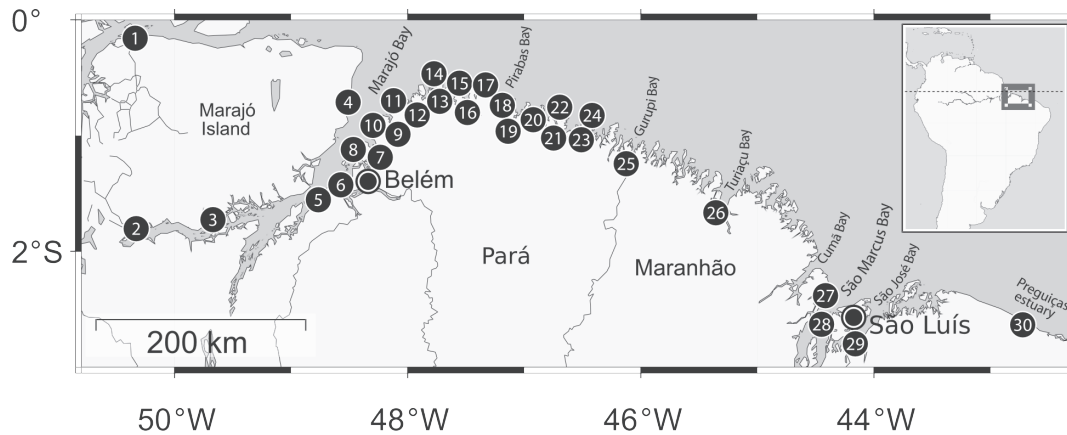 0°
1
Marajó Bay
14
15
17
Pirabas Bay
4
11
13
18
22
Gurupi Bay
Marajó
Island
10
12
16
20
24
9
19
21
23
8
7
25
Turiaçu Bay
6
Belém
5
26
3
2
2°S
Pará
Maranhão
Cumã Bay
São Marcus Bay
São José Bay
Preguiças
estuary
27
28
São Luís
30
29
200 km
50°W
48°W
46°W
44°W